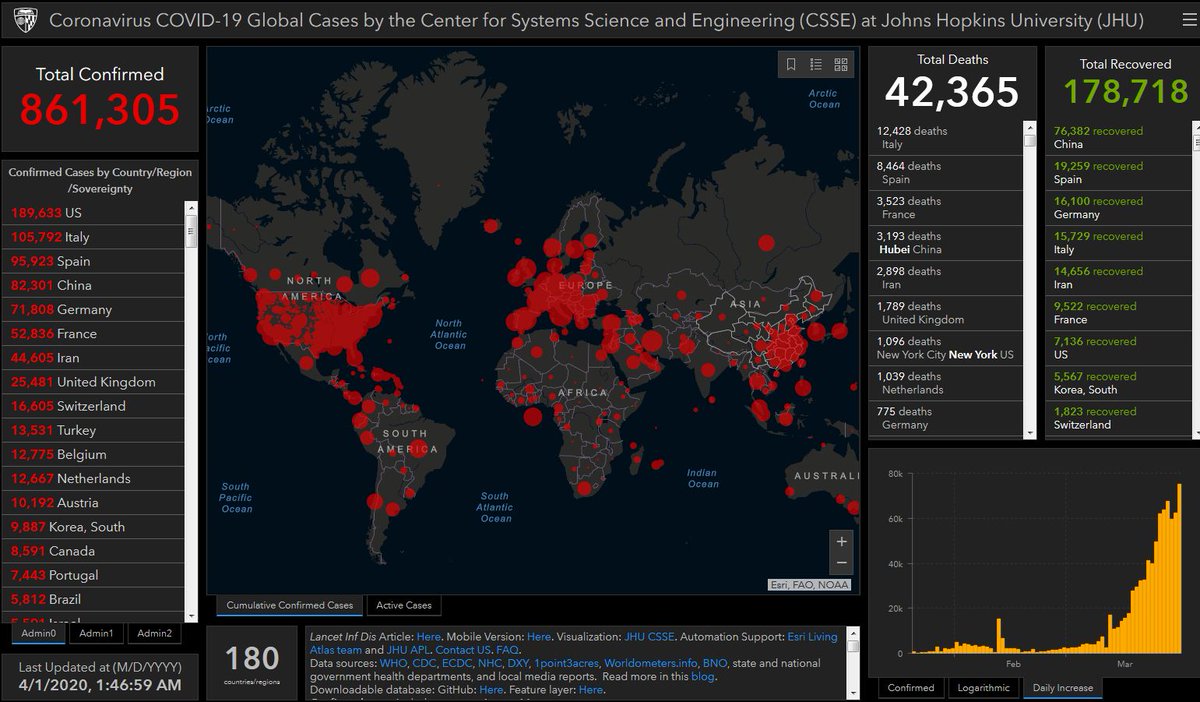 Coronavirus COVID-19 Global Cases by the Center for Systems Science and Engineering (CSSE) at Johns Hopkins University (JHU)
Total Confirmed
861,305
Confirmed Cases by Country/Region
/Sovereignty
189,633 US
105,792 Italy
95,923 Spain
82,301 China
71,808 Germany
52,836 France
44,605 Iran
25,481 United Kingdom
16,605 Switzerland
13,531 Turkey
12,775 Belgium
12,667 Netherlands
10,192 Austria
9,887 Korea, South
8,591 Canada
7,443 Portugal
5,812 Brazil
Admin0
Admin1
Admin2
Last Updated at (M/D/YYYY)
4/1/2020, 1:46:59 AM
Arctic
Ocean
NORTH
AMERICA
North
Atlantic
Ocean
EUROPE
ASIA
AFRICA
SOUTH
AMERICA
South
Pacific
Ocean
South
Atlantic
Ocean
Indian
Ocean
AUSTRALI
+
−
Esri, FAO, NOAA
Cumulative Confirmed Cases
Active Cases
180
countries/regions
Lancet Inf Dis Article: Here. Mobile Version: Here. Visualization: JHU CSSE. Automation Support: Esri Living
Atlas team and JHU APL. Contact US. FAQ.
Data sources: WHO, CDC, ECDC, NHC, DXY, 1point3acres, Worldometers.info, BNO, state and national
government health departments, and local media reports. Read more in this blog.
Downloadable database: GitHub: Here. Feature layer: Here.
Total Deaths
42,365
12,428 deaths
Italy
8,464 deaths
Spain
3,523 deaths
France
3,193 deaths
Hubei China
2,898 deaths
Iran
1,789 deaths
United Kingdom
1,096 deaths
New York City New York US
1,039 deaths
Netherlands
775 deaths
Germany
Total Recovered
178,718
76,382 recovered
China
19,259 recovered
Spain
16,100 recovered
Germany
15,729 recovered
Italy
14,656 recovered
Iran
9,522 recovered
France
7,136 recovered
US
5,567 recovered
Korea, South
1,823 recovered
Switzerland
80k
60k
40k
20k
0
Feb
Mar
Confirmed
Logarithmic
Daily Increase